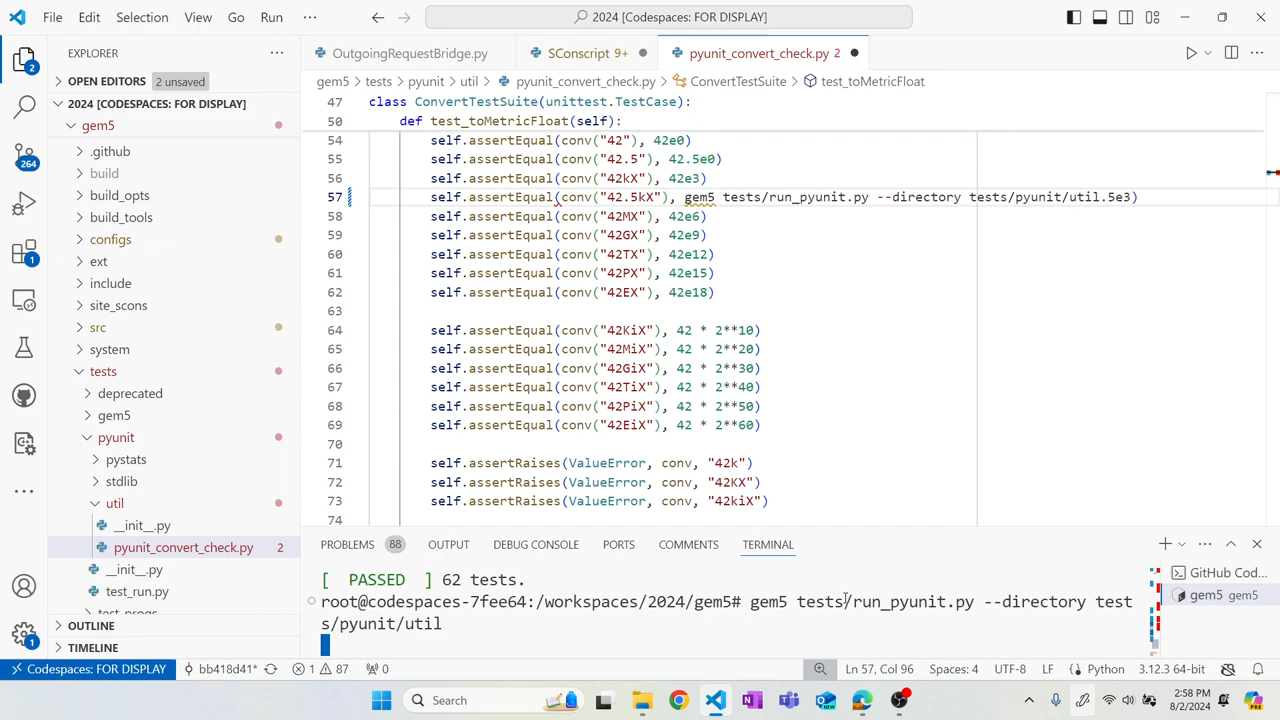 File Edit Selection View Go Run ··· 2024 [Codespaces: FOR DISPLAY]
EXPLORER
OutgoingRequestBridge.py SConscript 9+ pyunit_convert_check.py 2
OPEN EDITORS 2 unsaved
gem5 > tests > pyunit > util > pyunit_convert_check.py > ConvertTestSuite > test_toMetricFloat
2024 [CODESPACES: FOR DISPLAY]
gem5
.github
build
build_opts
build_tools
configs
ext
include
site_scons
src
system
tests
deprecated
gem5
pyunit
pystats
stdlib
util
__init__.py
pyunit_convert_check.py 2
__init__.py
test_run.py
test_progs
OUTLINE
TIMELINE
2
264
1
1
47 class ConvertTestSuite(unittest.TestCase):
50 def test_toMetricFloat(self):
54 self.assertEqual(conv("42"), 42e0)
55 self.assertEqual(conv("42.5"), 42.5e0)
56 self.assertEqual(conv("42kX"), 42e3)
57 self.assertEqual(conv("42.5kX"), gem5 tests/run_pyunit.py --directory tests/pyunit/util.5e3)
58 self.assertEqual(conv("42MX"), 42e6)
59 self.assertEqual(conv("42GX"), 42e9)
60 self.assertEqual(conv("42TX"), 42e12)
61 self.assertEqual(conv("42PX"), 42e15)
62 self.assertEqual(conv("42EX"), 42e18)
63
64 self.assertEqual(conv("42KiX"), 42 * 2**10)
65 self.assertEqual(conv("42MiX"), 42 * 2**20)
66 self.assertEqual(conv("42GiX"), 42 * 2**30)
67 self.assertEqual(conv("42TiX"), 42 * 2**40)
68 self.assertEqual(conv("42PiX"), 42 * 2**50)
69 self.assertEqual(conv("42EiX"), 42 * 2**60)
70
71 self.assertRaises(ValueError, conv, "42k")
72 self.assertRaises(ValueError, conv, "42KX")
73 self.assertRaises(ValueError, conv, "42kiX")
74
PROBLEMS 88 OUTPUT DEBUG CONSOLE PORTS COMMENTS TERMINAL
[ PASSED ] 62 tests.
root@codespaces-7fee64:/workspaces/2024/gem5# gem5 tests/run_pyunit.py --directory test
s/pyunit/util
GitHub Cod...
gem5 gem5
Codespaces: FOR DISPLAY bb418d41* 1 87 0 Ln 57, Col 96 Spaces: 4 UTF-8 LF Python 3.12.3 64-bit
Search
2:58 PM
8/2/2024